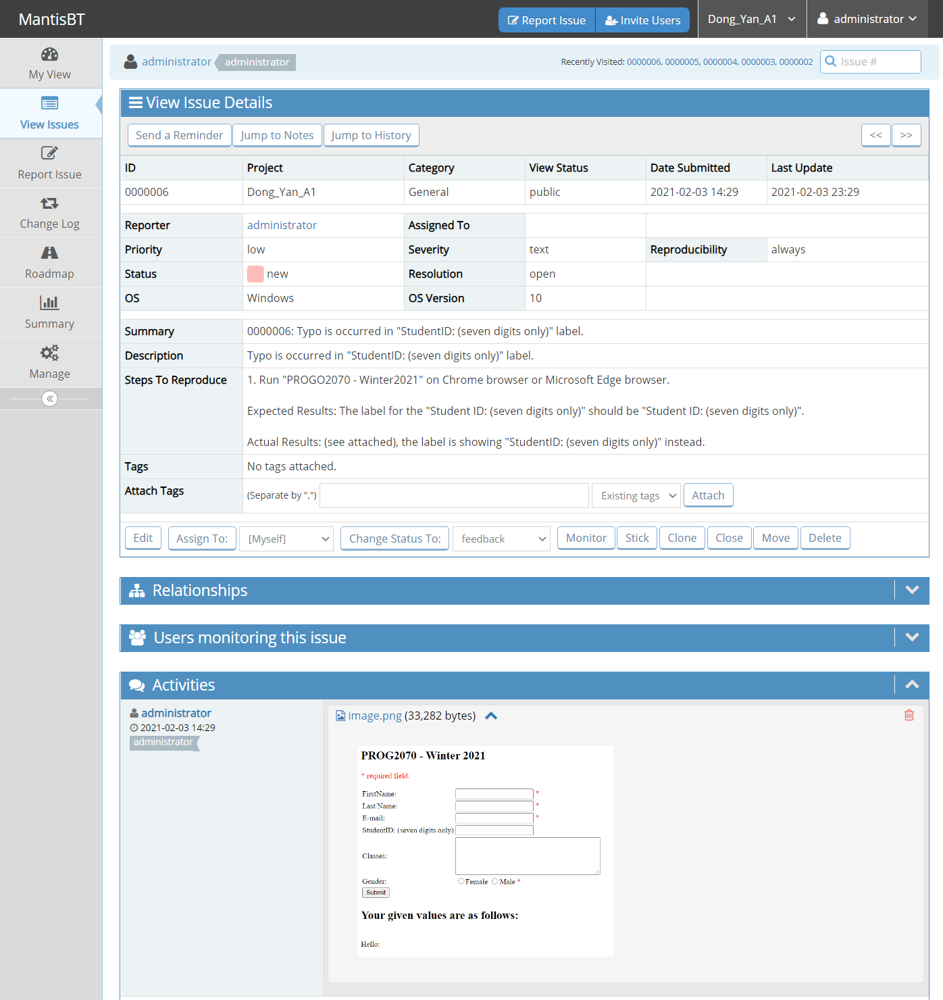 MantisBT
Report Issue
Invite Users
Dong_Yan_A1
administrator
My View
View Issues
Report Issue
Change Log
Roadmap
Summary
Manage
administrator administrator
Recently Visited: 0000006, 0000005, 0000004, 0000003, 0000002
Issue #
View Issue Details
Send a Reminder Jump to Notes Jump to History << >>
ID Project Category View Status Date Submitted Last Update
0000006 Dong_Yan_A1 General public 2021-02-03 14:29 2021-02-03 23:29
Reporter administrator Assigned To
Priority low Severity text Reproducibility always
Status new Resolution open
OS Windows OS Version 10
Summary 0000006: Typo is occurred in "StudentID: (seven digits only)" label.
Description Typo is occurred in "StudentID: (seven digits only)" label.
Steps To Reproduce 1. Run "PROGO2070 - Winter2021" on Chrome browser or Microsoft Edge browser.
Expected Results: The label for the "Student ID: (seven digits only)" should be "Student ID: (seven digits only)".
Actual Results: (see attached), the label is showing "StudentID: (seven digits only)" instead.
Tags No tags attached.
Attach Tags (Separate by ",") Existing tags Attach
Edit Assign To: [Myself] Change Status To: feedback Monitor Stick Clone Close Move Delete
Relationships
Users monitoring this issue
Activities
administrator
2021-02-03 14:29
administrator
image.png (33,282 bytes)
PROG2070 - Winter 2021
* required field.
FirstName: *
Last Name: *
E-mail: *
StudentID: (seven digits only)
Classes:
Gender: Female Male *
Submit
Your given values are as follows:
Hello: